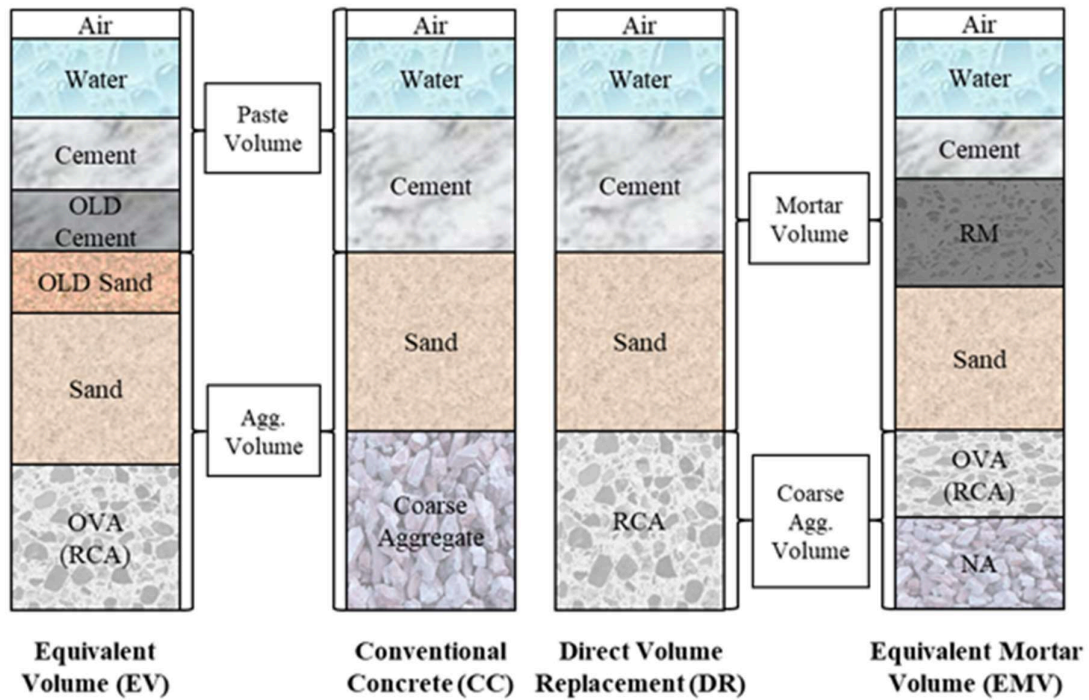 Air
Water
Cement
OLD
Cement
OLD Sand
Sand
OVA
(RCA)
Equivalent
Volume (EV)
Paste
Volume
Agg.
Volume
Air
Water
Cement
Sand
Coarse
Aggregate
Conventional
Concrete (CC)
Air
Water
Cement
Sand
RCA
Direct Volume
Replacement (DR)
Mortar
Volume
Coarse
Agg.
Volume
Air
Water
Cement
RM
Sand
OVA
(RCA)
NA
Equivalent Mortar
Volume (EMV)